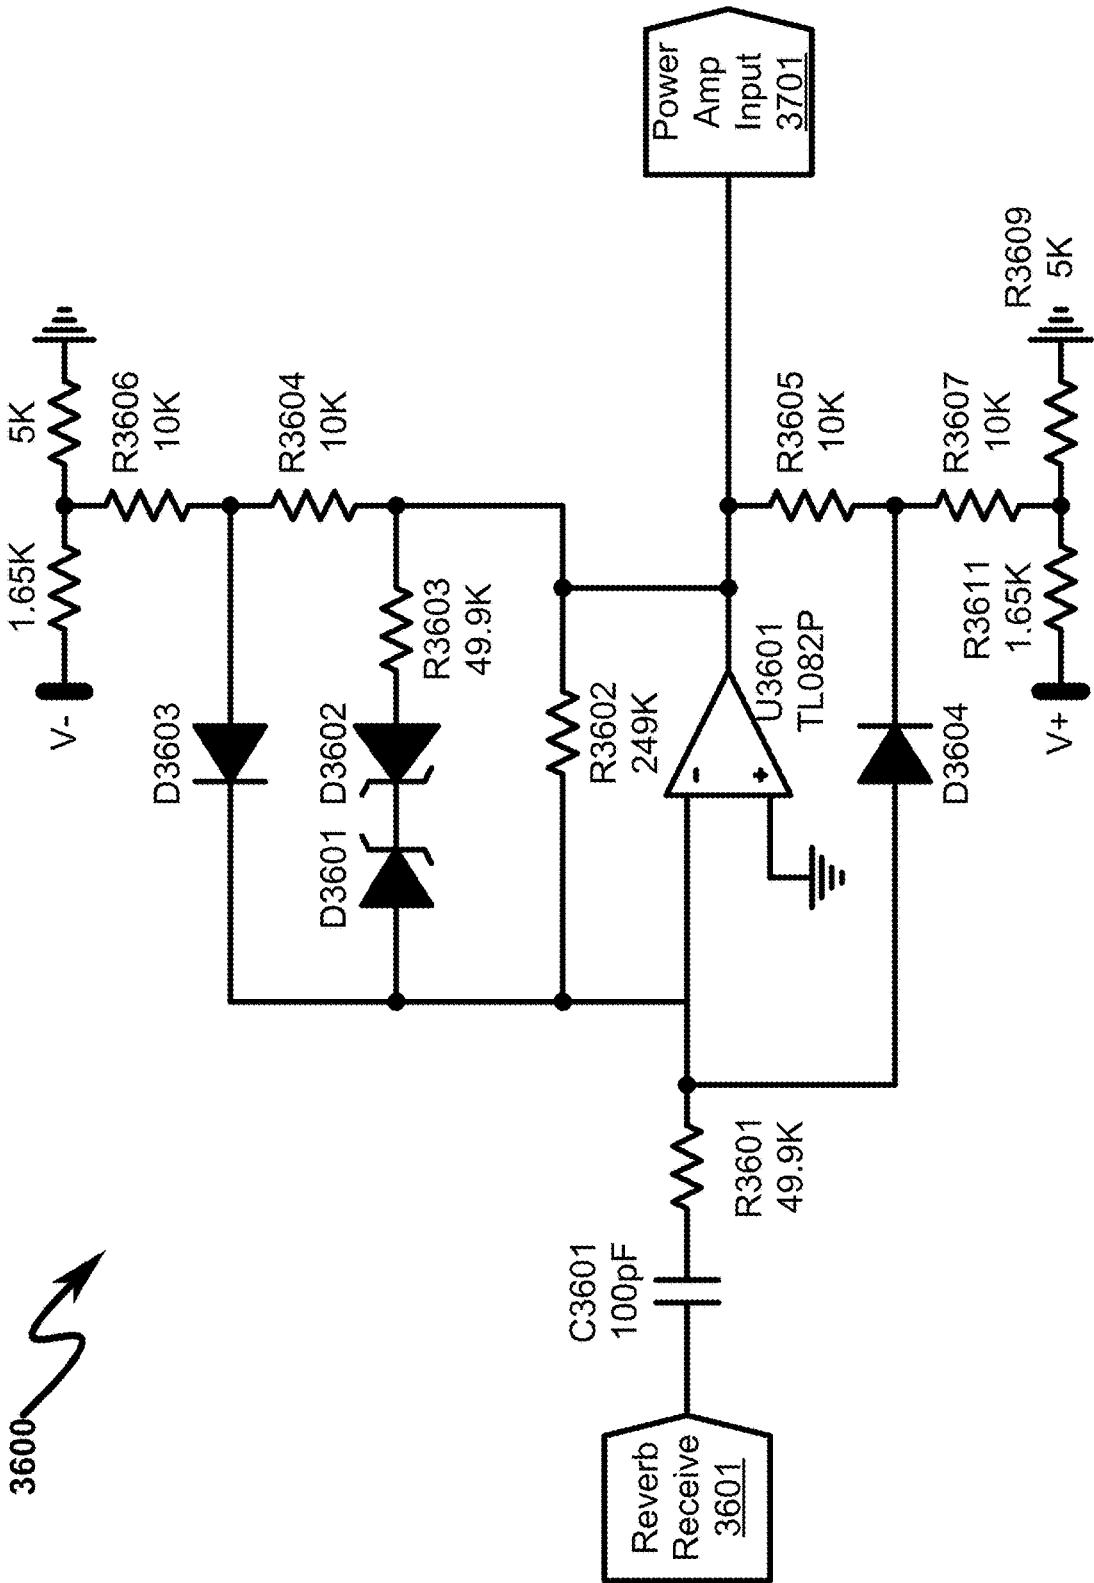 3600
V-
1.65K
5K
R3606
10K
D3603
R3604
10K
D3601
D3602
R3603
49.9K
R3602
249K
C3601
100pF
Reverb
Receive
3601
R3601
49.9K
-
+
U3601
TL082P
Power
Amp
Input
3701
R3605
10K
D3604
R3607
10K
R3611
1.65K
V+
R3609
5K